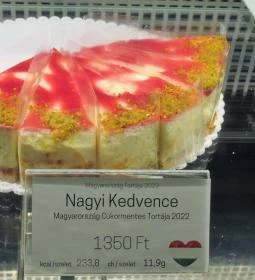 Magyarország Tortája 2022
Nagyi Kedvence
Magyarország Cukormentes Tortája 2022
1350 Ft
kcal/szelet 233,8 ch/szelet 11,9g